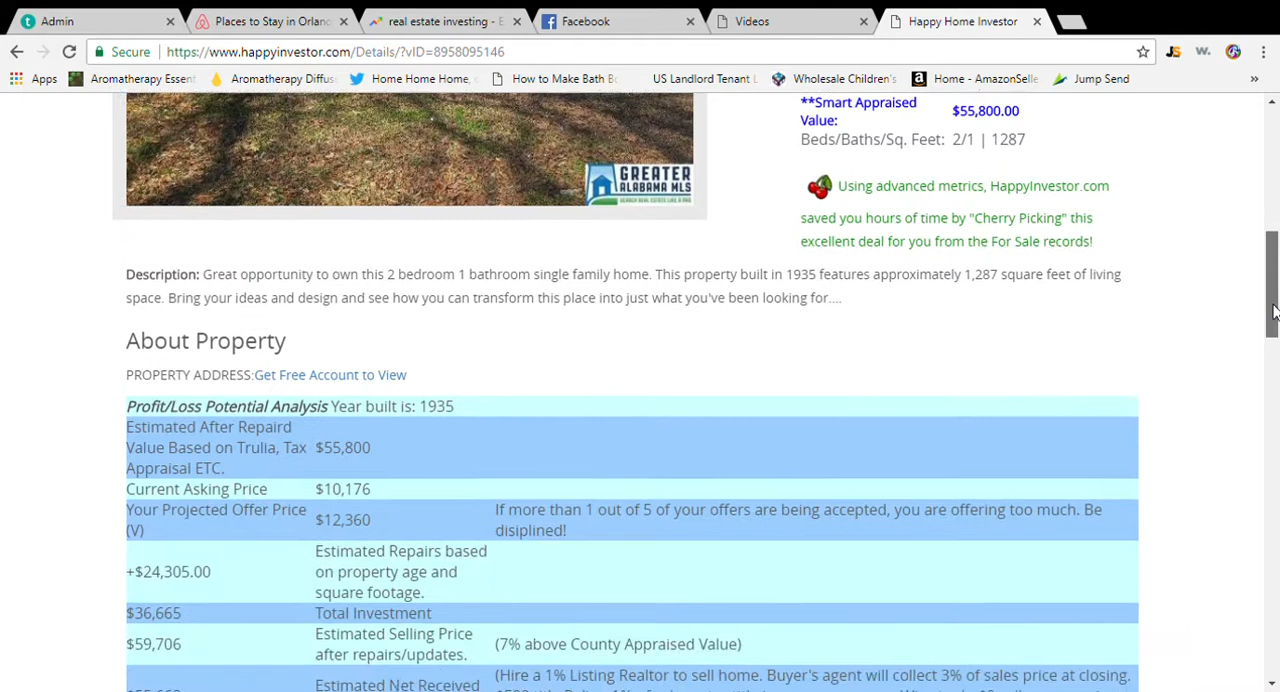 Admin
Places to Stay in Orlan
real estate investing - E
Facebook
Videos
Happy Home Investor
Secure
https://www.happyinvestor.com/Details/?vID=8958095146
JS
W.
Apps
Aromatherapy Essent
Aromatherapy Diffus
Home Home Home,
How to Make Bath Bo
US Landlord Tenant L
Wholesale Children's
Home - AmazonSelle
Jump Send
»
**Smart Appraised
Value:
$55,800.00
Beds/Baths/Sq. Feet: 2/1 | 1287
GREATER
ALABAMA MLS
SEARCH REAL ESTATE LIKE A PRO
Using advanced metrics, HappyInvestor.com
saved you hours of time by "Cherry Picking" this
excellent deal for you from the For Sale records!
Description: Great opportunity to own this 2 bedroom 1 bathroom single family home. This property built in 1935 features approximately 1,287 square feet of living
space. Bring your ideas and design and see how you can transform this place into just what you've been looking for....
About Property
PROPERTY ADDRESS:Get Free Account to View
Profit/Loss Potential Analysis Year built is: 1935
Estimated After Repaird
Value Based on Trulia, Tax
Appraisal ETC.
$55,800
Current Asking Price $10,176
Your Projected Offer Price
(V)
$12,360
If more than 1 out of 5 of your offers are being accepted, you are offering too much. Be
disiplined!
+$24,305.00
Estimated Repairs based
on property age and
square footage.
$36,665 Total Investment
$59,706
Estimated Selling Price
after repairs/updates.
(7% above County Appraised Value)
Estimated Net Received
(Hire a 1% Listing Realtor to sell home. Buyer's agent will collect 3% of sales price at closing.